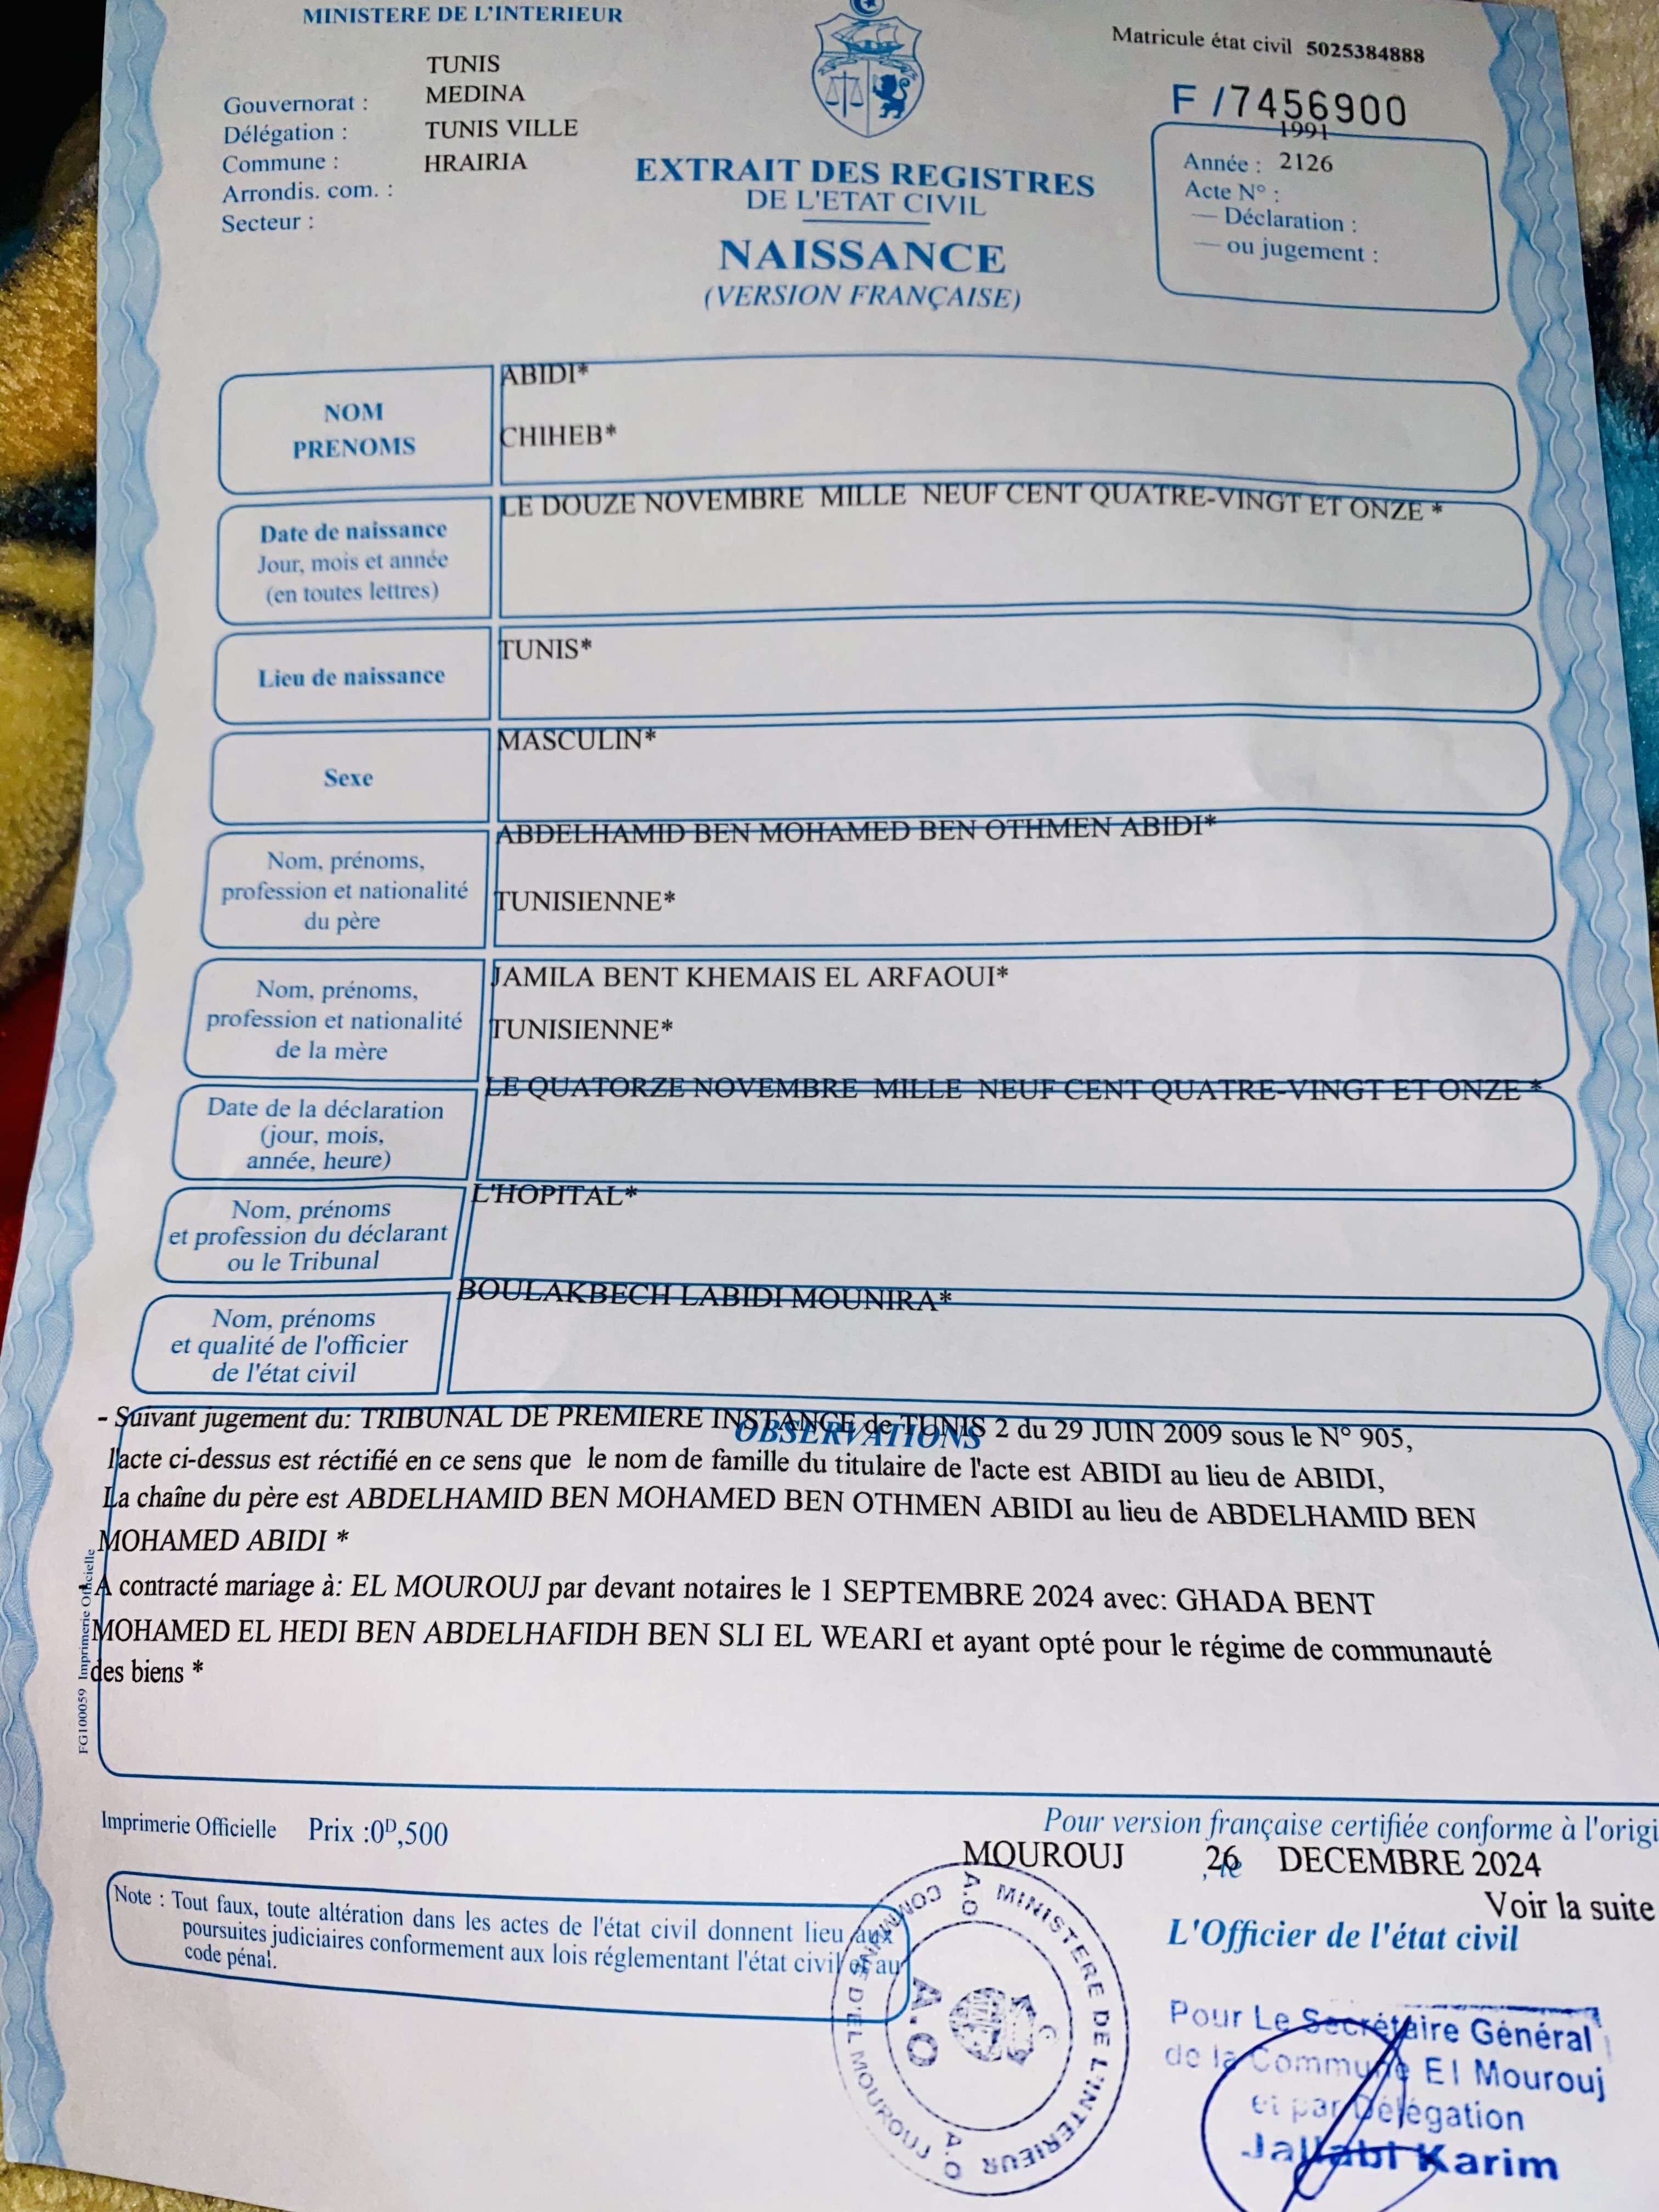 MINISTERE DE L'INTERIEUR
Matricule état civil 5025384888
Gouvernorat : TUNIS
Délégation : MEDINA
Commune : TUNIS VILLE
Arrondis. com. : HRAIRIA
Secteur :
F /7456900
1991
Année : 2126
Acte N° :
— Déclaration :
— ou jugement :
EXTRAIT DES REGISTRES
DE L'ETAT CIVIL
NAISSANCE
(VERSION FRANÇAISE)
NOM
PRENOMS
ABIDI*
CHIHEB*
Date de naissance
Jour, mois et année
(en toutes lettres)
LE DOUZE NOVEMBRE MILLE NEUF CENT QUATRE-VINGT ET ONZE *
Lieu de naissance
TUNIS*
Sexe
MASCULIN*
Nom, prénoms,
profession et nationalité
du père
ABDELHAMID BEN MOHAMED BEN OTHMEN ABIDI*
TUNISIENNE*
Nom, prénoms,
profession et nationalité
de la mère
JAMILA BENT KHEMAIS EL ARFAOUI*
TUNISIENNE*
Date de la déclaration
(jour, mois,
année, heure)
LE QUATORZE NOVEMBRE MILLE NEUF CENT QUATRE-VINGT ET ONZE *
Nom, prénoms
et profession du déclarant
ou le Tribunal
L'HOPITAL*
Nom, prénoms
et qualité de l'officier
de l'état civil
BOULAKBECH LABIDI MOUNIRA*
OBSERVATIONS
- Suivant jugement du: TRIBUNAL DE PREMIERE INSTANCE de TUNIS 2 du 29 JUIN 2009 sous le N° 905,
l'acte ci-dessus est réctifié en ce sens que le nom de famille du titulaire de l'acte est ABIDI au lieu de ABIDI,
La chaîne du père est ABDELHAMID BEN MOHAMED BEN OTHMEN ABIDI au lieu de ABDELHAMID BEN
MOHAMED ABIDI *
- A contracté mariage à: EL MOUROUJ par devant notaires le 1 SEPTEMBRE 2024 avec: GHADA BENT
MOHAMED EL HEDI BEN ABDELHAFIDH BEN SLI EL WEARI et ayant opté pour le régime de communauté
des biens *
FG100059 Imprimerie Officielle
Imprimerie Officielle Prix :0D,500
Pour version française certifiée conforme à l'origi
MOUROUJ , le 26 DECEMBRE 2024
Voir la suite
L'Officier de l'état civil
Note : Tout faux, toute altération dans les actes de l'état civil donnent lieu aux
poursuites judiciaires conformement aux lois réglementant l'état civil et au
code pénal.
MINISTERE DE L'INTERIEUR
A.O
COMMUNE D'EL MOUROUJ
A.O
A.O
Pour Le Secrétaire Général
de la Commune El Mourouj
et par Délégation
Jallabi Karim